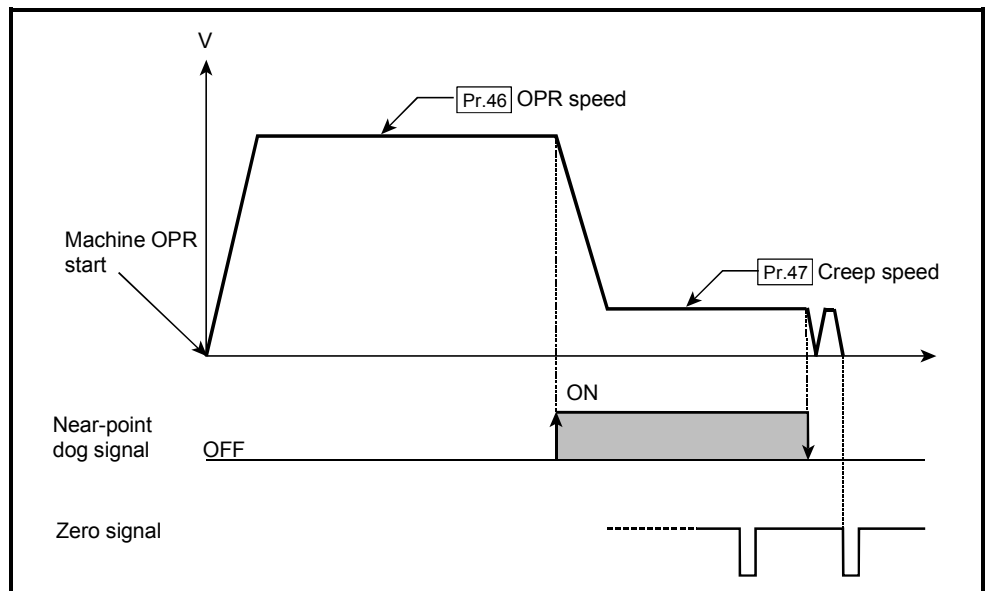 V
Pr.46 OPR speed
Machine OPR
start
Pr.47 Creep speed
ON
Near-point
dog signal
OFF
Zero signal